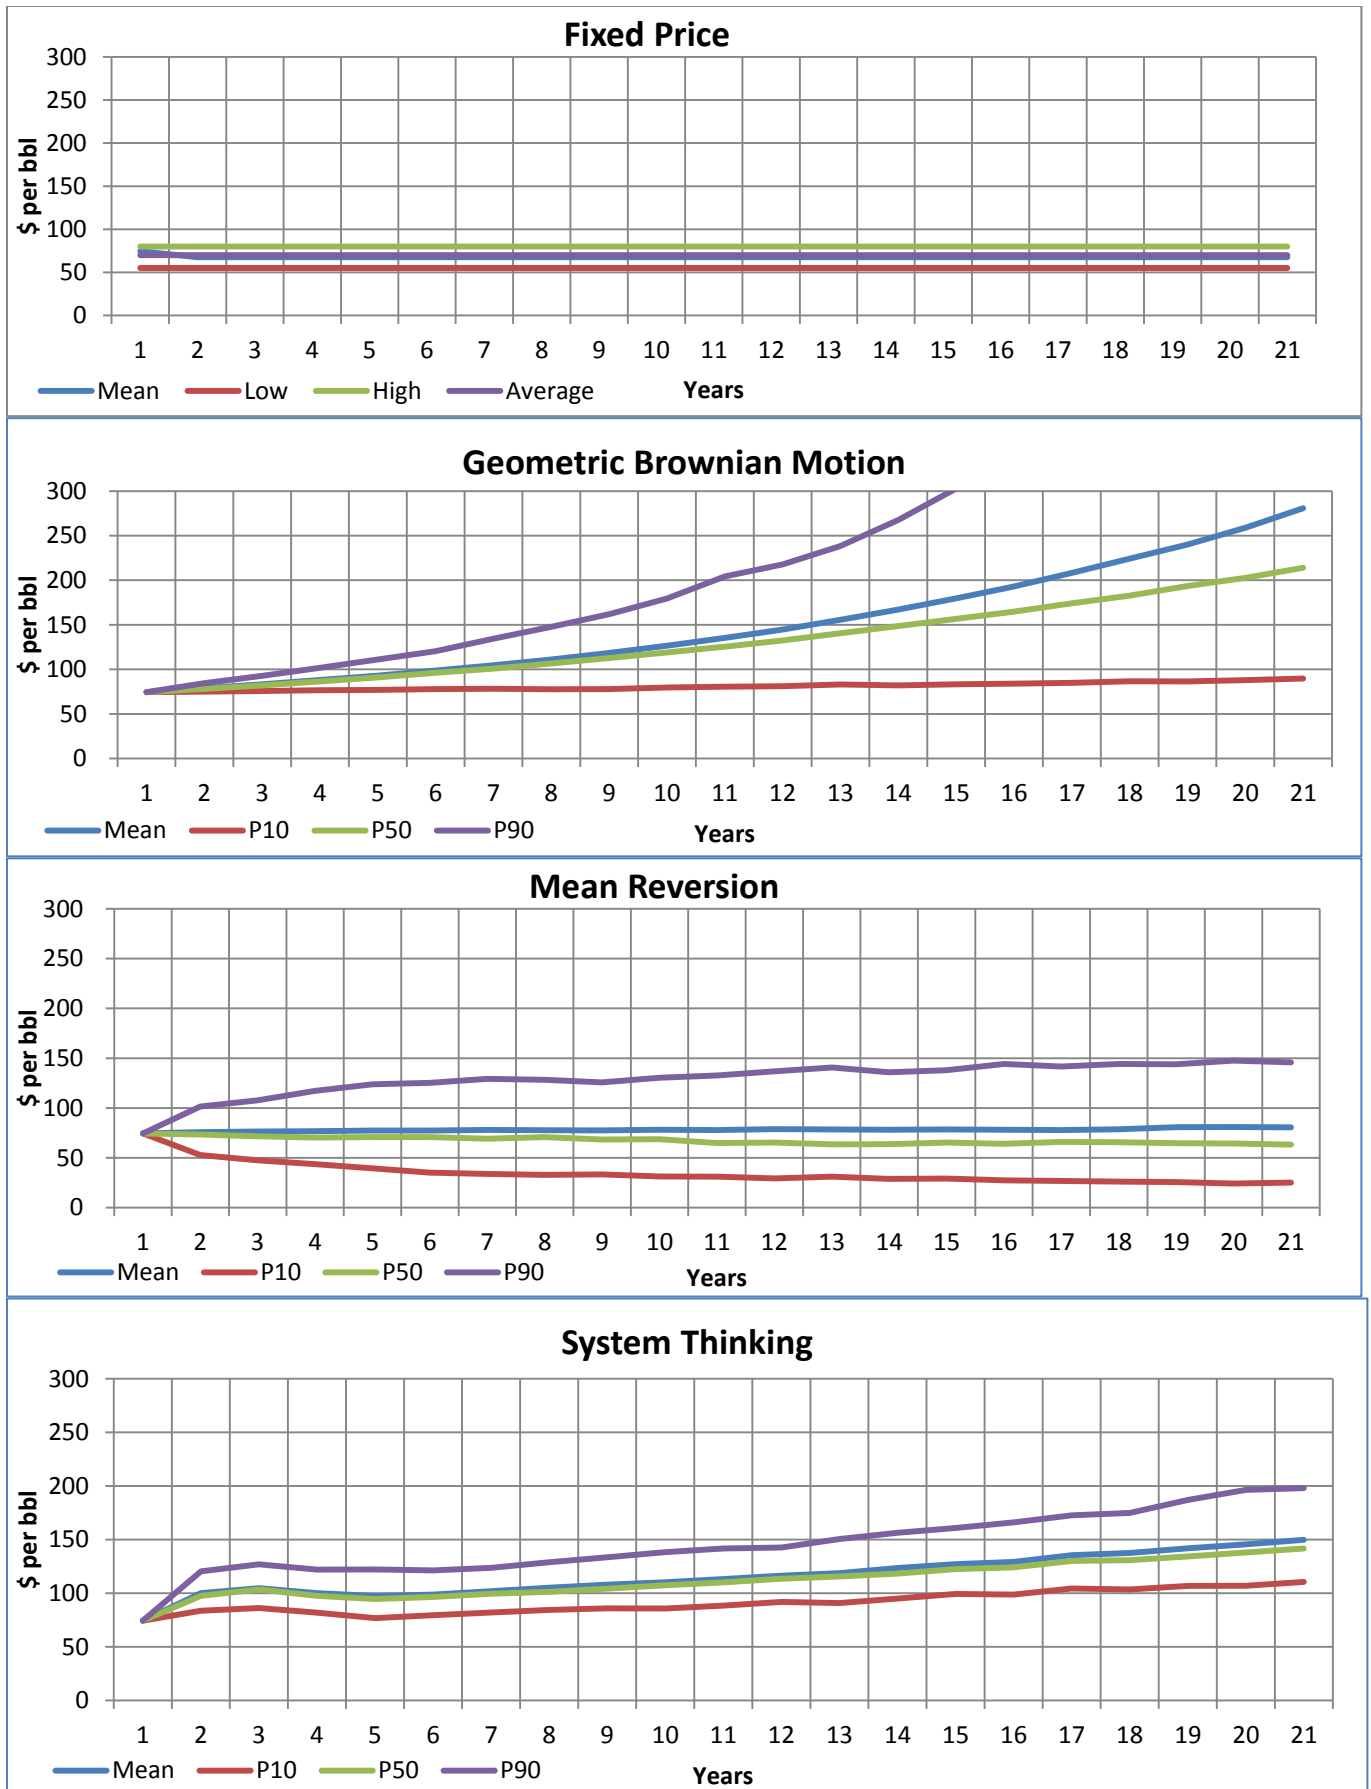 Fixed Price
300
250
200
150
100
50
0
$ per bbl
1 2 3 4 5 6 7 8 9 10 11 12 13 14 15 16 17 18 19 20 21
Mean Low High Average Years
Geometric Brownian Motion
300
250
200
150
100
50
0
$ per bbl
1 2 3 4 5 6 7 8 9 10 11 12 13 14 15 16 17 18 19 20 21
Mean P10 P50 P90 Years
Mean Reversion
300
250
200
150
100
50
0
$ per bbl
1 2 3 4 5 6 7 8 9 10 11 12 13 14 15 16 17 18 19 20 21
Mean P10 P50 P90 Years
System Thinking
300
250
200
150
100
50
0
$ per bbl
1 2 3 4 5 6 7 8 9 10 11 12 13 14 15 16 17 18 19 20 21
Mean P10 P50 P90 Years